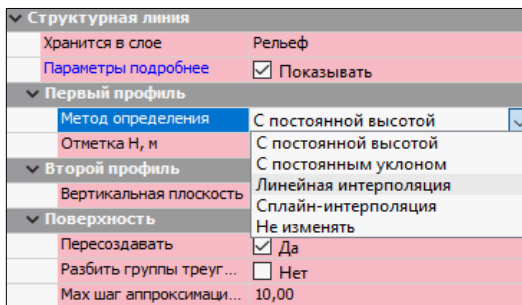 Структурная линия
Хранится в слое Рельеф
Параметры подробнее Показывать
Первый профиль
Метод определения С постоянной высотой
Отметка H, м С постоянной высотой
С постоянным уклоном
Второй профиль
Линейная интерполяция
Вертикальная плоскость Сплайн-интерполяция
Поверхность Не изменять
Пересоздавать Да
Разбить группы треуг... Нет
Мах шаг аппроксимаци... 10,00